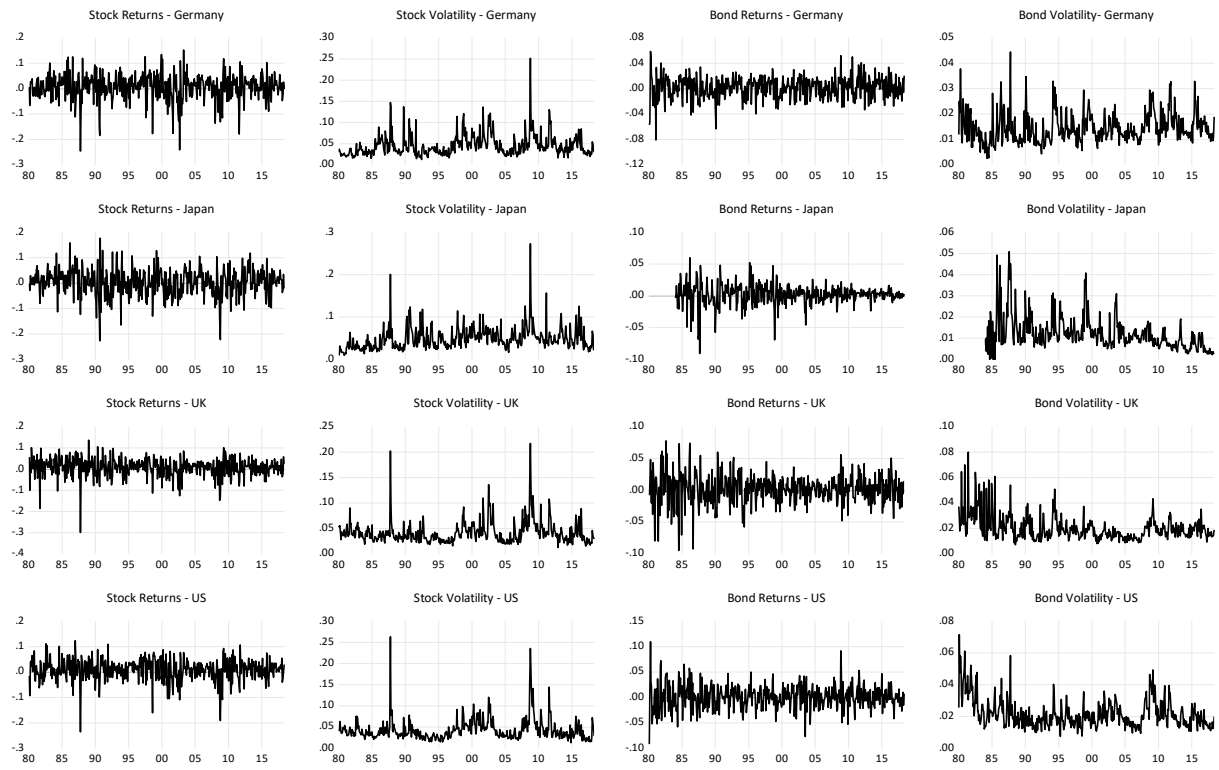 Stock Returns - Germany
.2
.1
.0
-.1
-.2
-.3
80 85 90 95 00 05 10 15
Stock Volatility - Germany
.30
.25
.20
.15
.10
.05
.00
80 85 90 95 00 05 10 15
Bond Returns - Germany
.08
.04
.00
-.04
-.08
-.12
80 85 90 95 00 05 10 15
Bond Volatility- Germany
.05
.04
.03
.02
.01
.00
80 85 90 95 00 05 10 15
Stock Returns - Japan
.2
.1
.0
-.1
-.2
-.3
80 85 90 95 00 05 10 15
Stock Volatility - Japan
.3
.2
.1
.0
80 85 90 95 00 05 10 15
Bond Returns - Japan
.10
.05
.00
-.05
-.10
80 85 90 95 00 05 10 15
Bond Volatility - Japan
.06
.05
.04
.03
.02
.01
.00
80 85 90 95 00 05 10 15
Stock Returns - UK
.2
.1
.0
-.1
-.2
-.3
-.4
80 85 90 95 00 05 10 15
Stock Volatility - UK
.25
.20
.15
.10
.05
.00
80 85 90 95 00 05 10 15
Bond Returns - UK
.10
.05
.00
-.05
-.10
80 85 90 95 00 05 10 15
Bond Volatility - UK
.10
.08
.06
.04
.02
.00
80 85 90 95 00 05 10 15
Stock Returns - US
.2
.1
.0
-.1
-.2
-.3
80 85 90 95 00 05 10 15
Stock Volatility - US
.30
.25
.20
.15
.10
.05
.00
80 85 90 95 00 05 10 15
Bond Returns - US
.15
.10
.05
.00
-.05
-.10
80 85 90 95 00 05 10 15
Bond Volatility - US
.08
.06
.04
.02
.00
80 85 90 95 00 05 10 15